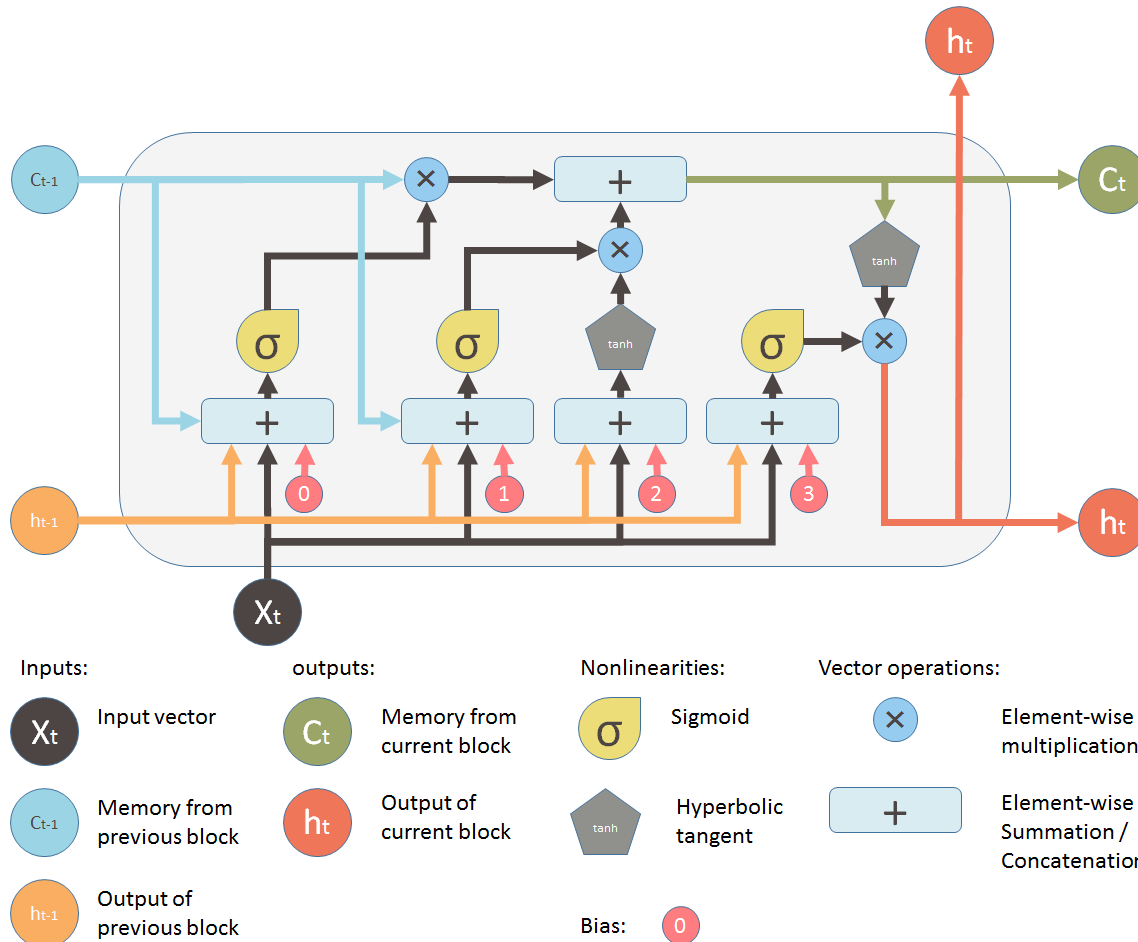 ht
Ct-1
×
+
Ct
×
tanh
σ
σ
tanh
σ
×
+
+
+
+
0
1
2
3
ht-1
ht
Xt
Inputs:
outputs:
Nonlinearities:
Vector operations:
Xt
Input vector
Ct
Memory from
current block
σ
Sigmoid
×
Element-wise
multiplication
Ct-1
Memory from
previous block
ht
Output of
current block
tanh
Hyperbolic
tangent
+
Element-wise
Summation /
Concatenation
ht-1
Output of
previous block
Bias:
0